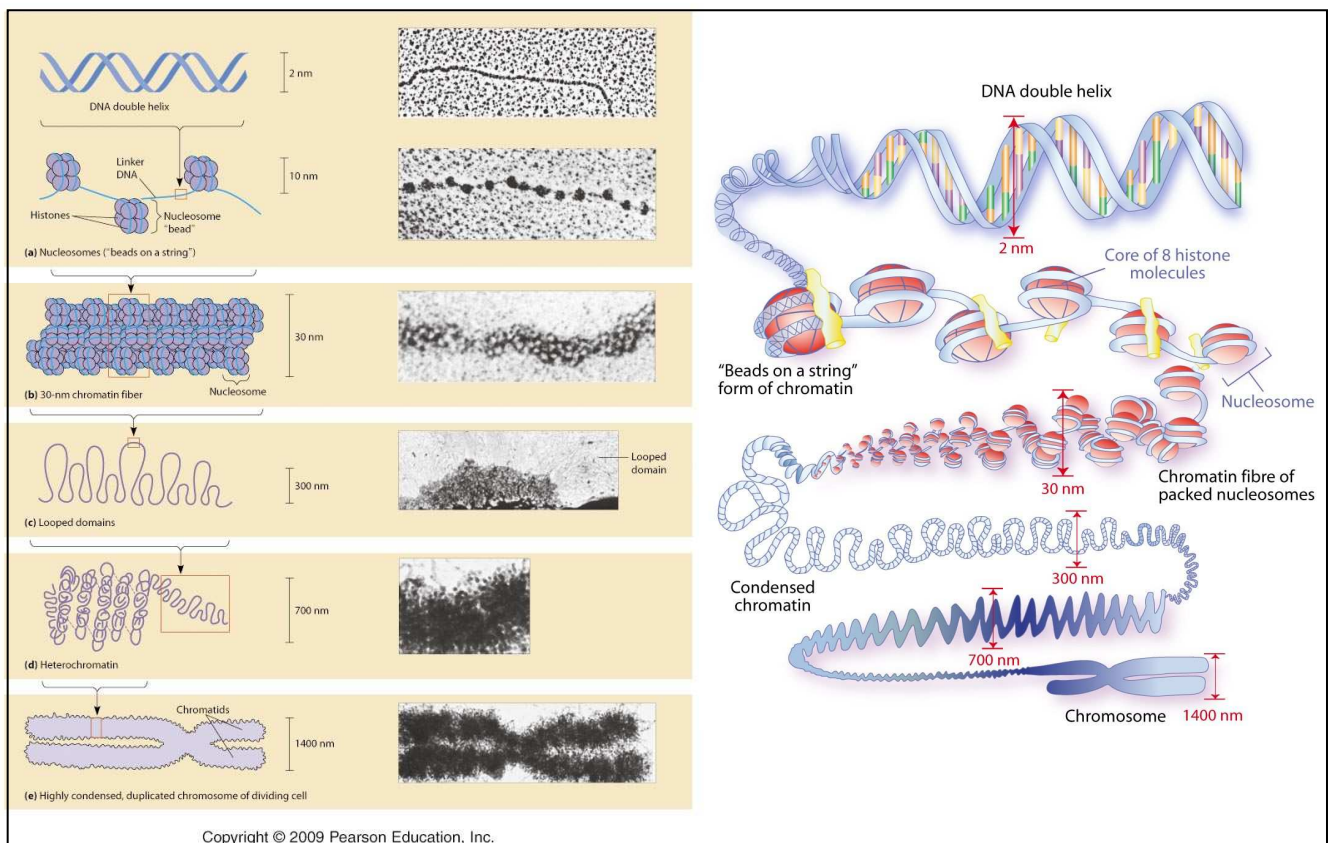 2 nm
DNA double helix
Linker
DNA
10 nm
Histones
Nucleosome
"bead"
(a) Nucleosomes ("beads on a string")
30 nm
Nucleosome
(b) 30-nm chromatin fiber
Looped
domain
300 nm
(c) Looped domains
700 nm
(d) Heterochromatin
Chromatids
1400 nm
(e) Highly condensed, duplicated chromosome of dividing cell
Copyright © 2009 Pearson Education, Inc.
DNA double helix
2 nm
Core of 8 histone
molecules
"Beads on a string"
form of chromatin
Nucleosome
30 nm
Chromatin fibre of
packed nucleosomes
300 nm
Condensed
chromatin
700 nm
Chromosome
1400 nm